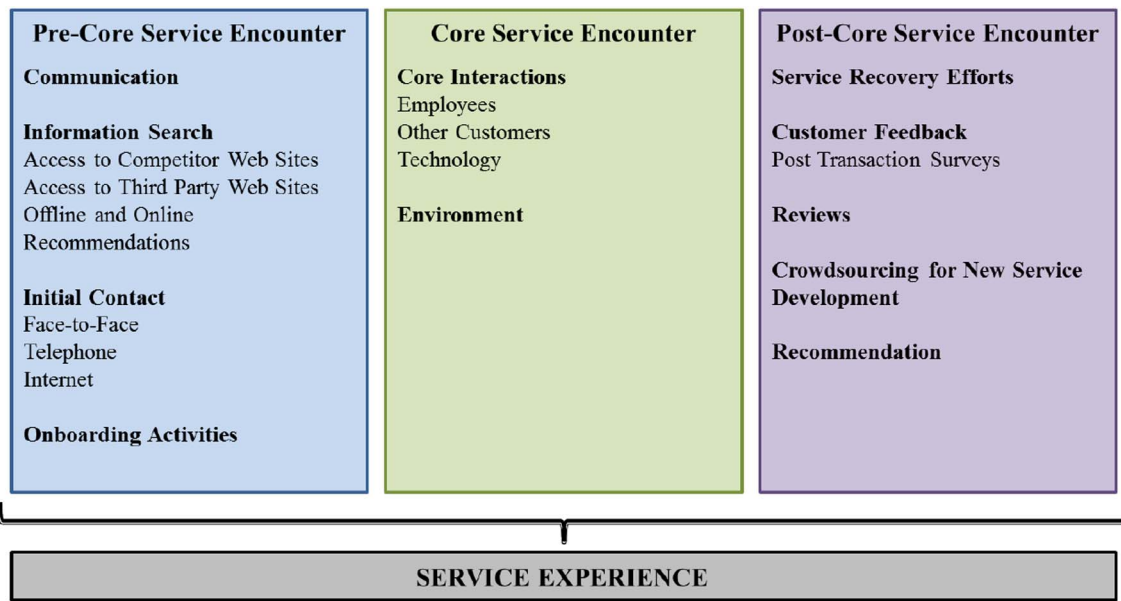 Pre-Core Service Encounter
Communication
Information Search
Access to Competitor Web Sites
Access to Third Party Web Sites
Offline and Online
Recommendations
Initial Contact
Face-to-Face
Telephone
Internet
Onboarding Activities
Core Service Encounter
Core Interactions
Employees
Other Customers
Technology
Environment
Post-Core Service Encounter
Service Recovery Efforts
Customer Feedback
Post Transaction Surveys
Reviews
Crowdsourcing for New Service
Development
Recommendation
SERVICE EXPERIENCE